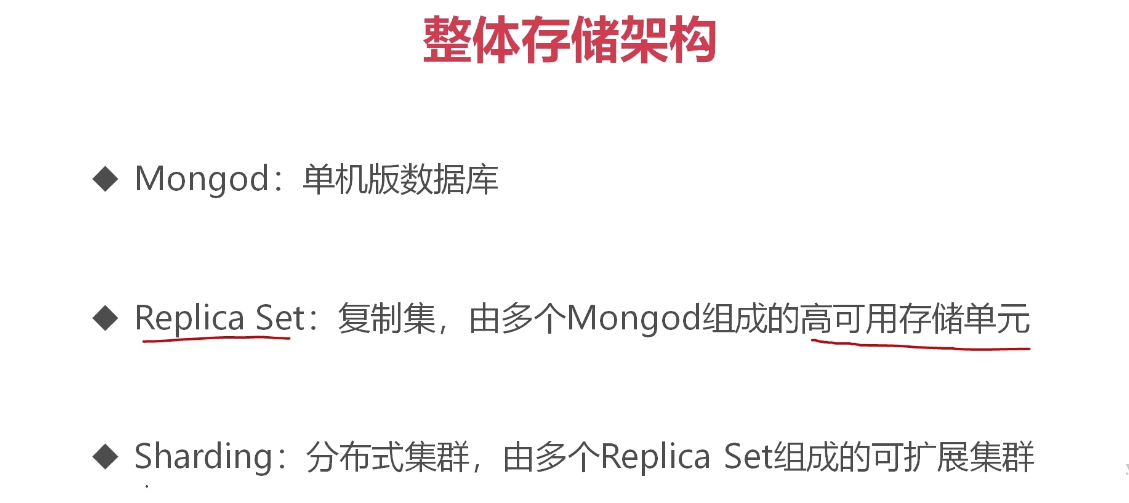 整体存储架构
◆ Mongod：单机版数据库
◆ Replica Set：复制集，由多个Mongod组成的高可用存储单元
◆ Sharding：分布式集群，由多个Replica Set组成的可扩展集群